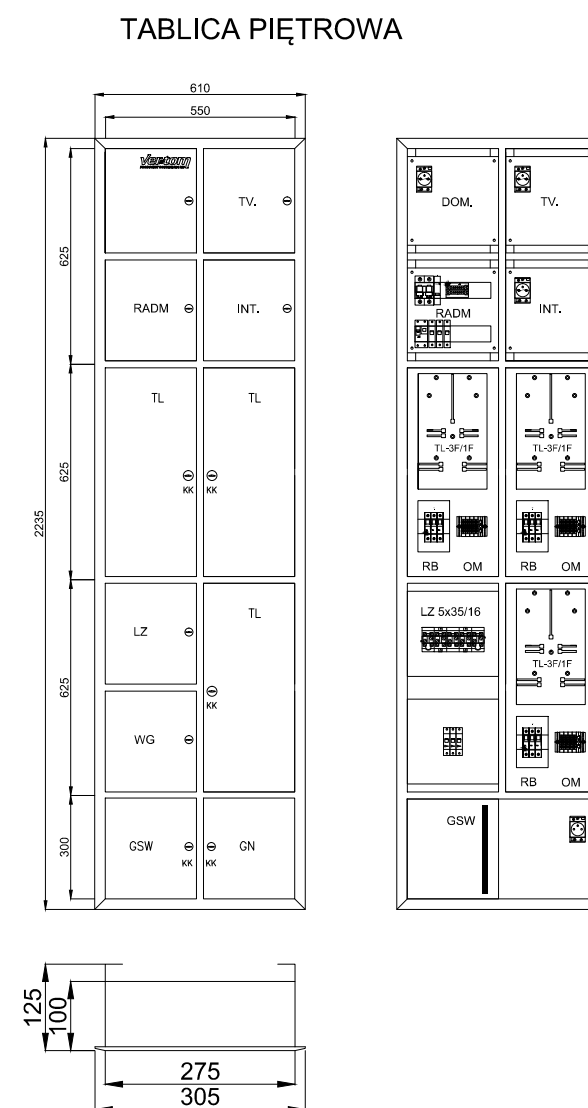 TABLICA PIĘTROWA
610
550
Vertom
TV.
RADM
INT.
TL
TL
KK
KK
LZ
TL
KK
WG
GSW
GN
KK
KK
625
625
2235
625
300
DOM.
TV.
RADM
INT.
TL-3F/1F
TL-3F/1F
RB
OM
RB
OM
LZ 5x35/16
TL-3F/1F
RB
OM
GSW
125
100
275
305